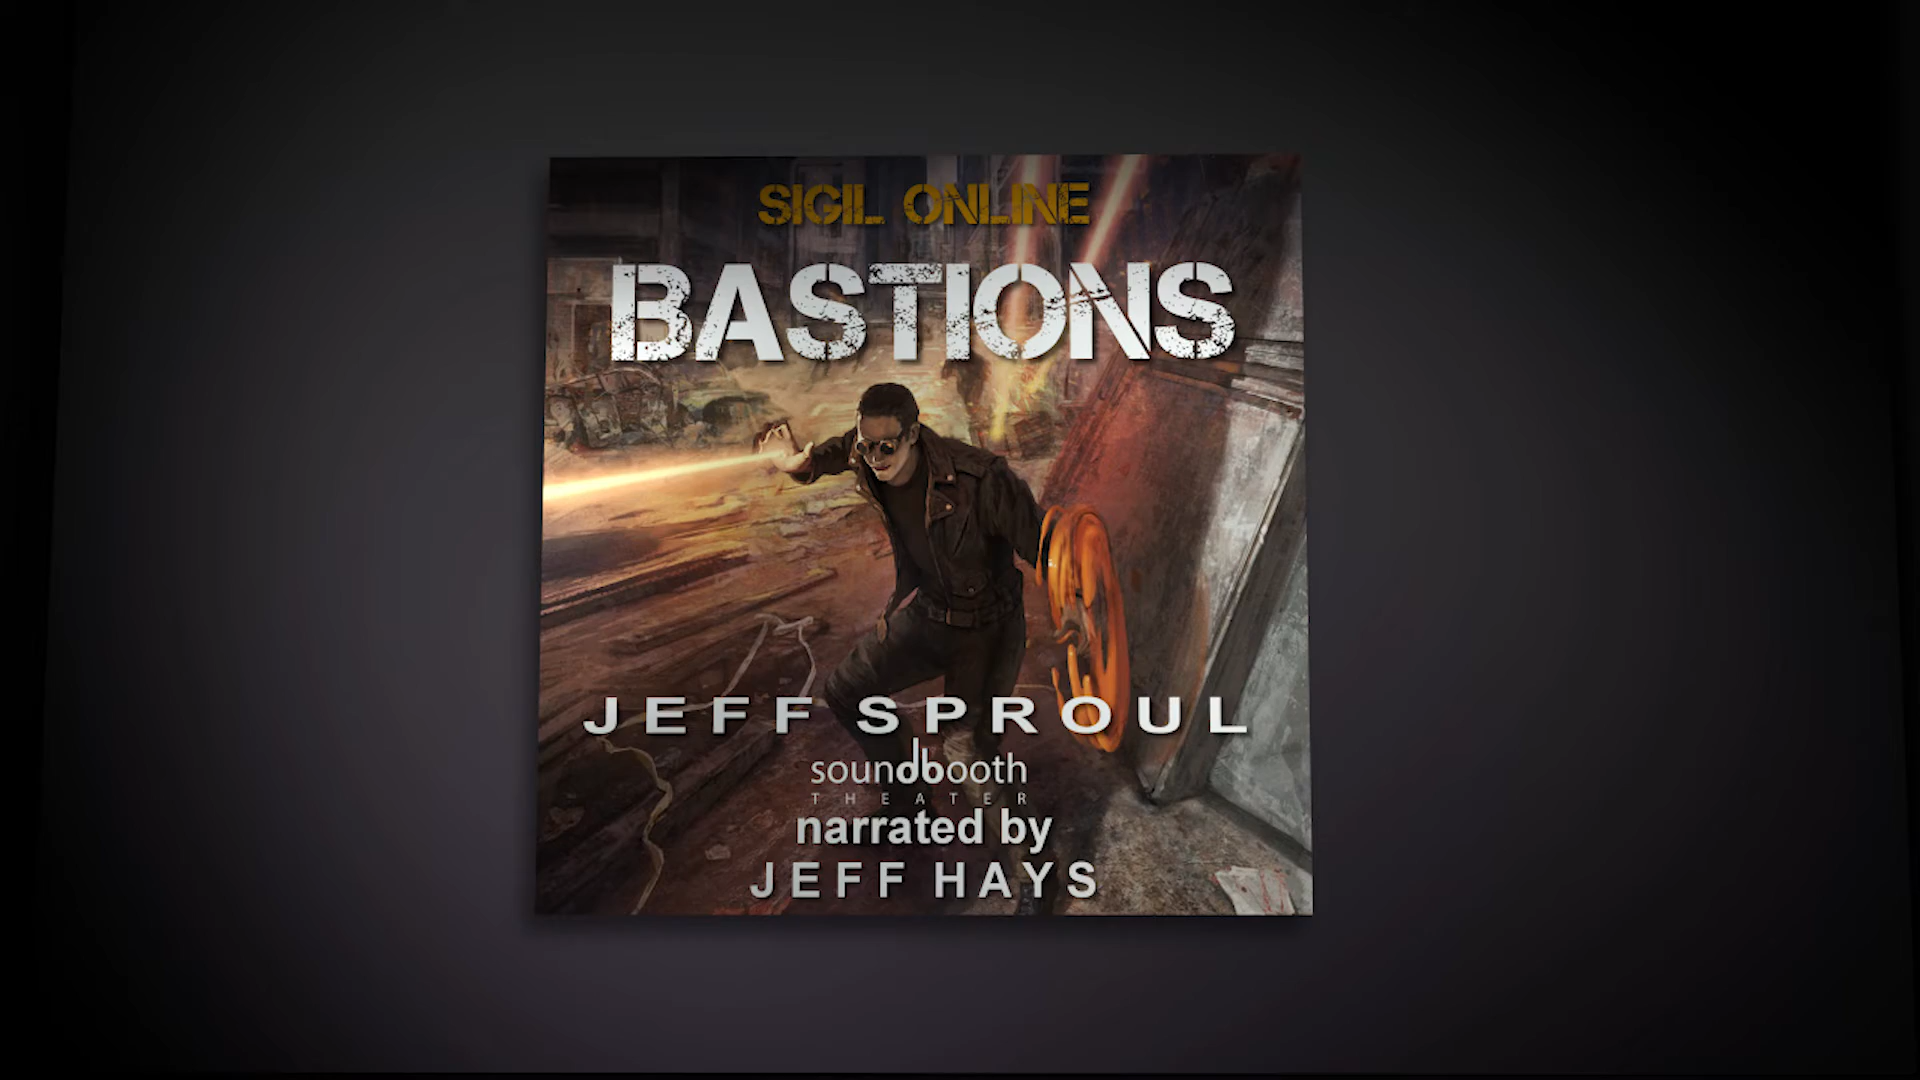 SIGIL ONLINE
BASTIONS
JEFF SPROUL
soundbooth
THEATER
narrated by
JEFF HAYS